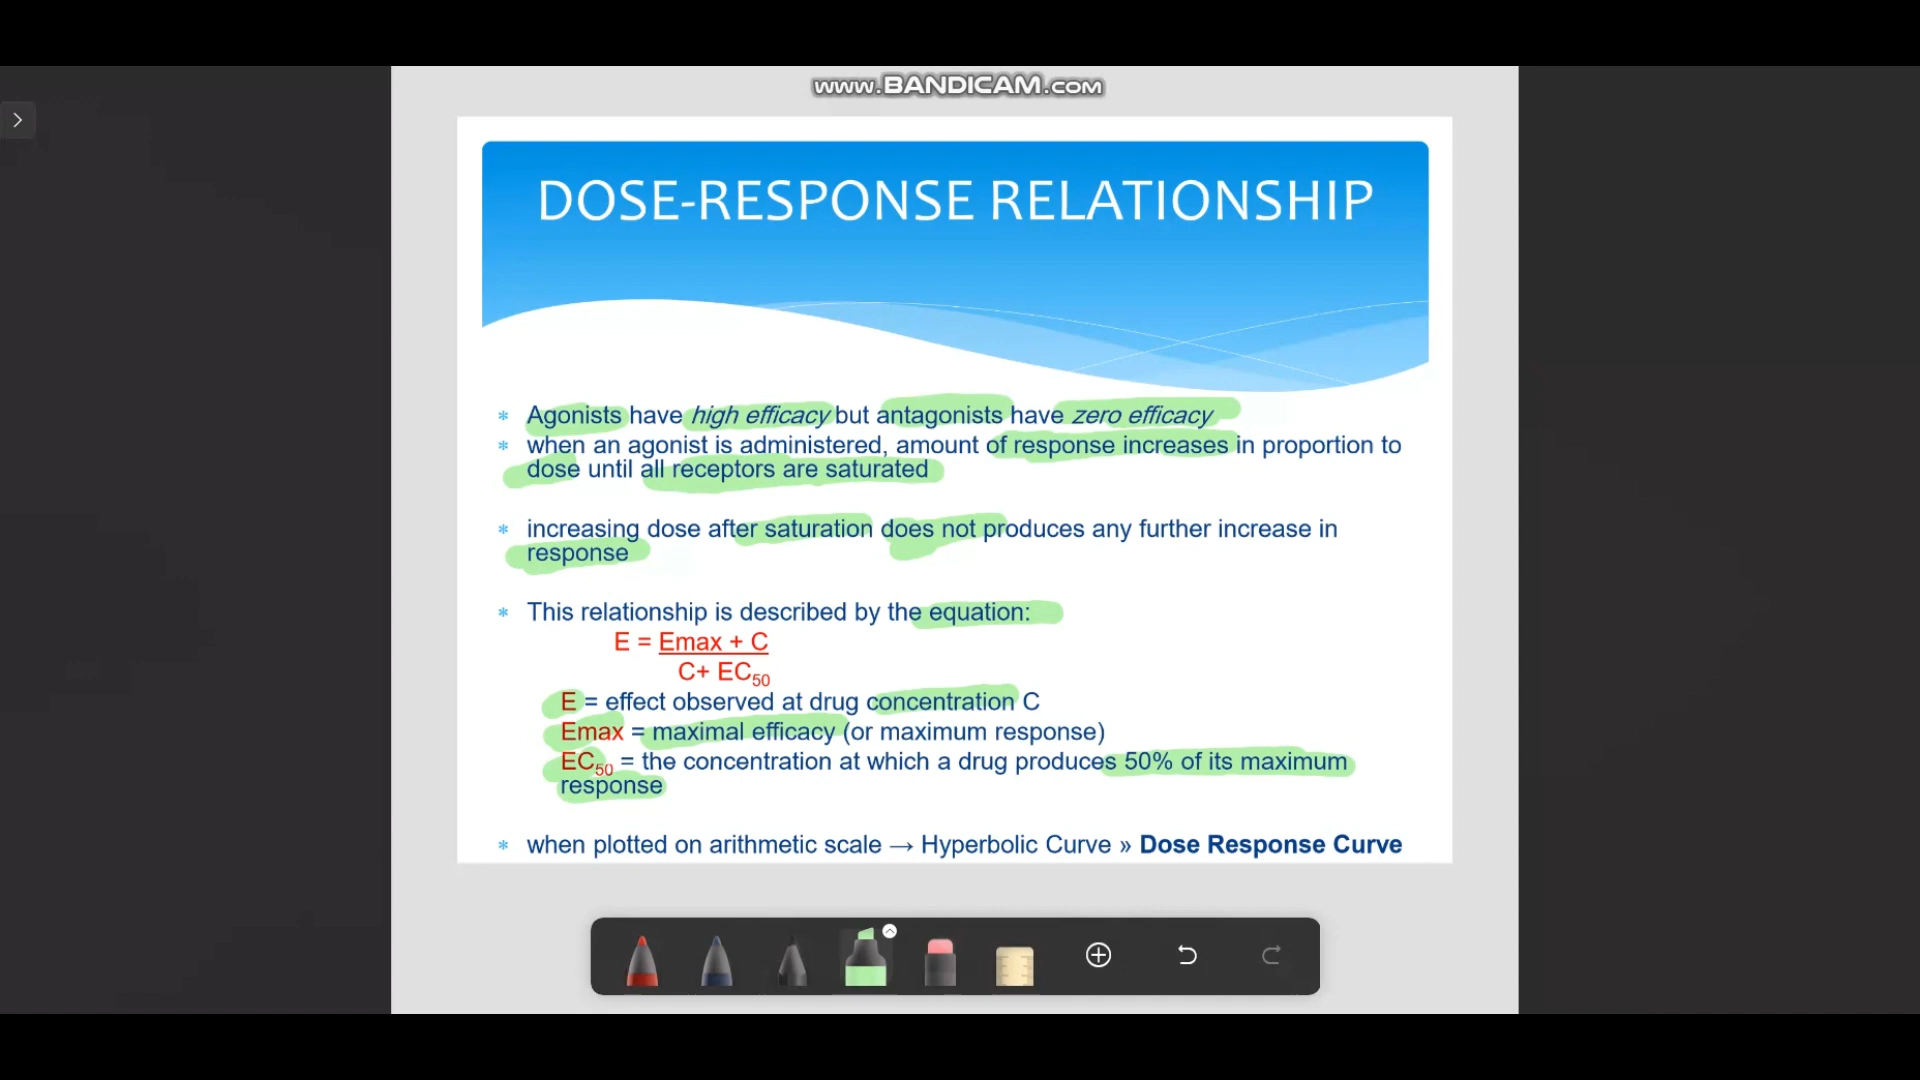 www.BANDICAM.com
DOSE-RESPONSE RELATIONSHIP
* Agonists have high efficacy but antagonists have zero efficacy
* when an agonist is administered, amount of response increases in proportion to
dose until all receptors are saturated
* increasing dose after saturation does not produces any further increase in
response
* This relationship is described by the equation:
E = Emax + C
C+ EC50
E = effect observed at drug concentration C
Emax = maximal efficacy (or maximum response)
EC50 = the concentration at which a drug produces 50% of its maximum
response
* when plotted on arithmetic scale → Hyperbolic Curve » Dose Response Curve